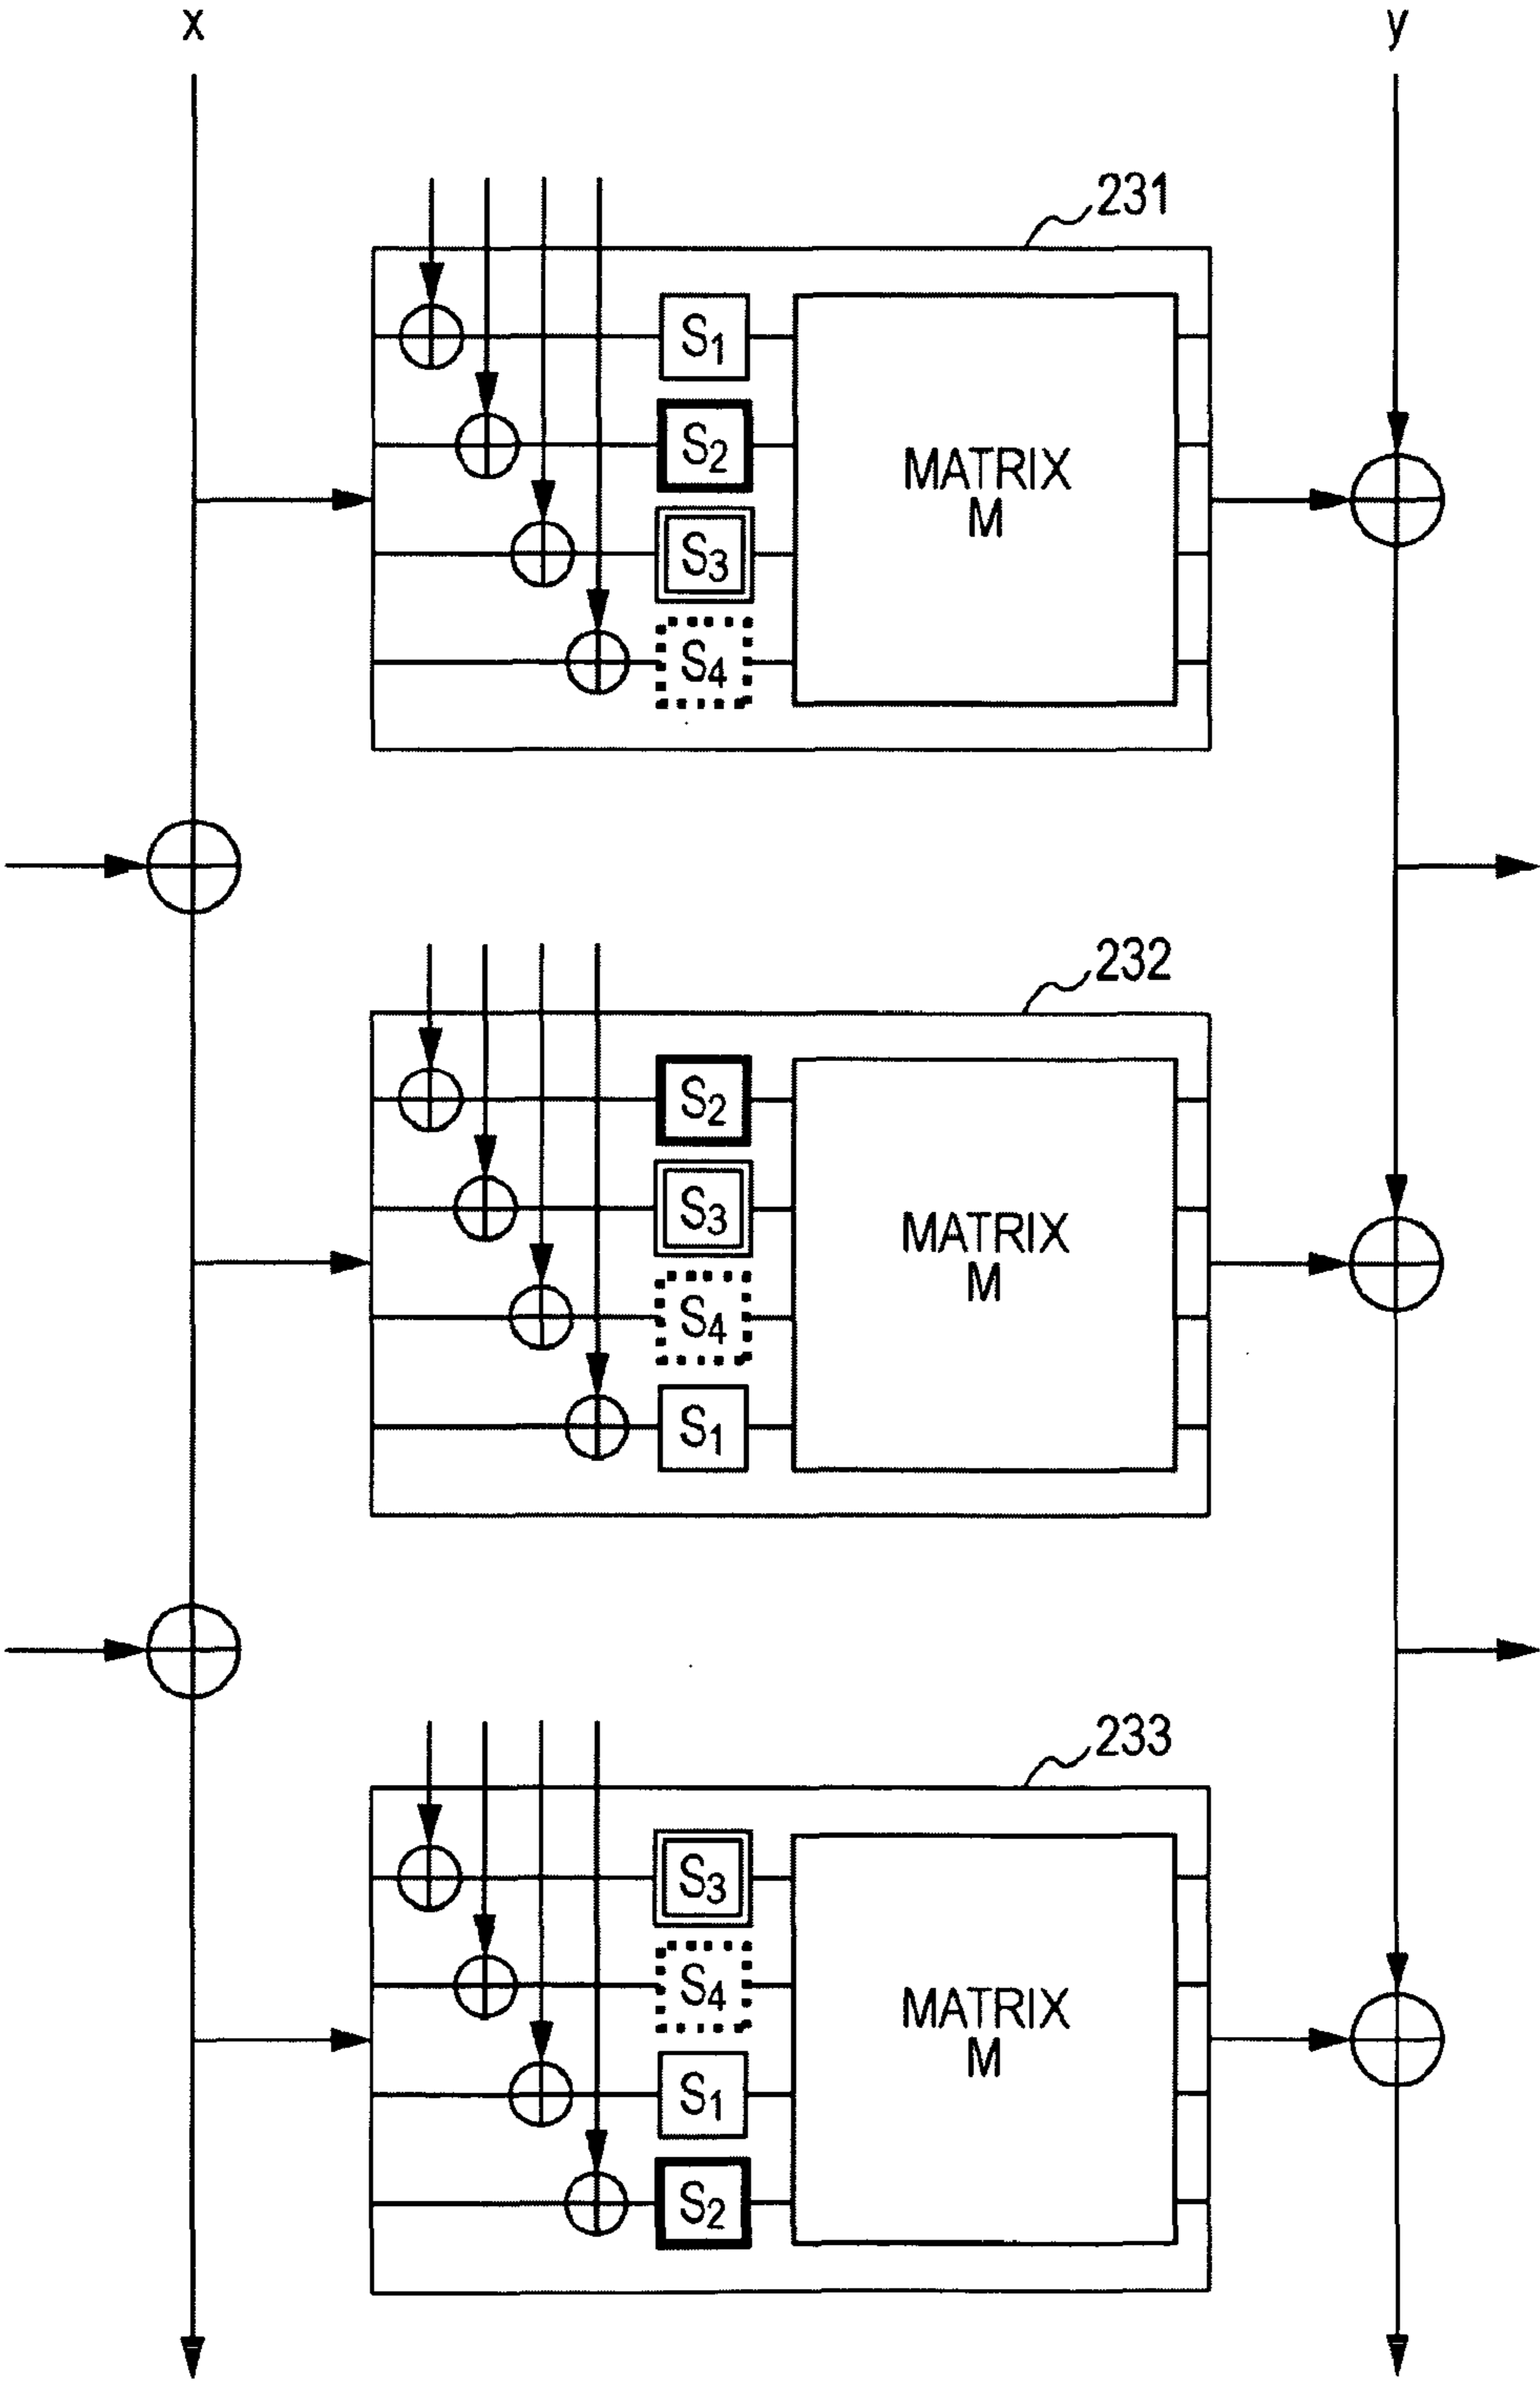 x
y
231
S1
S2
S3
S4
MATRIX
M
232
S2
S3
S4
S1
MATRIX
M
233
S3
S4
S1
S2
MATRIX
M